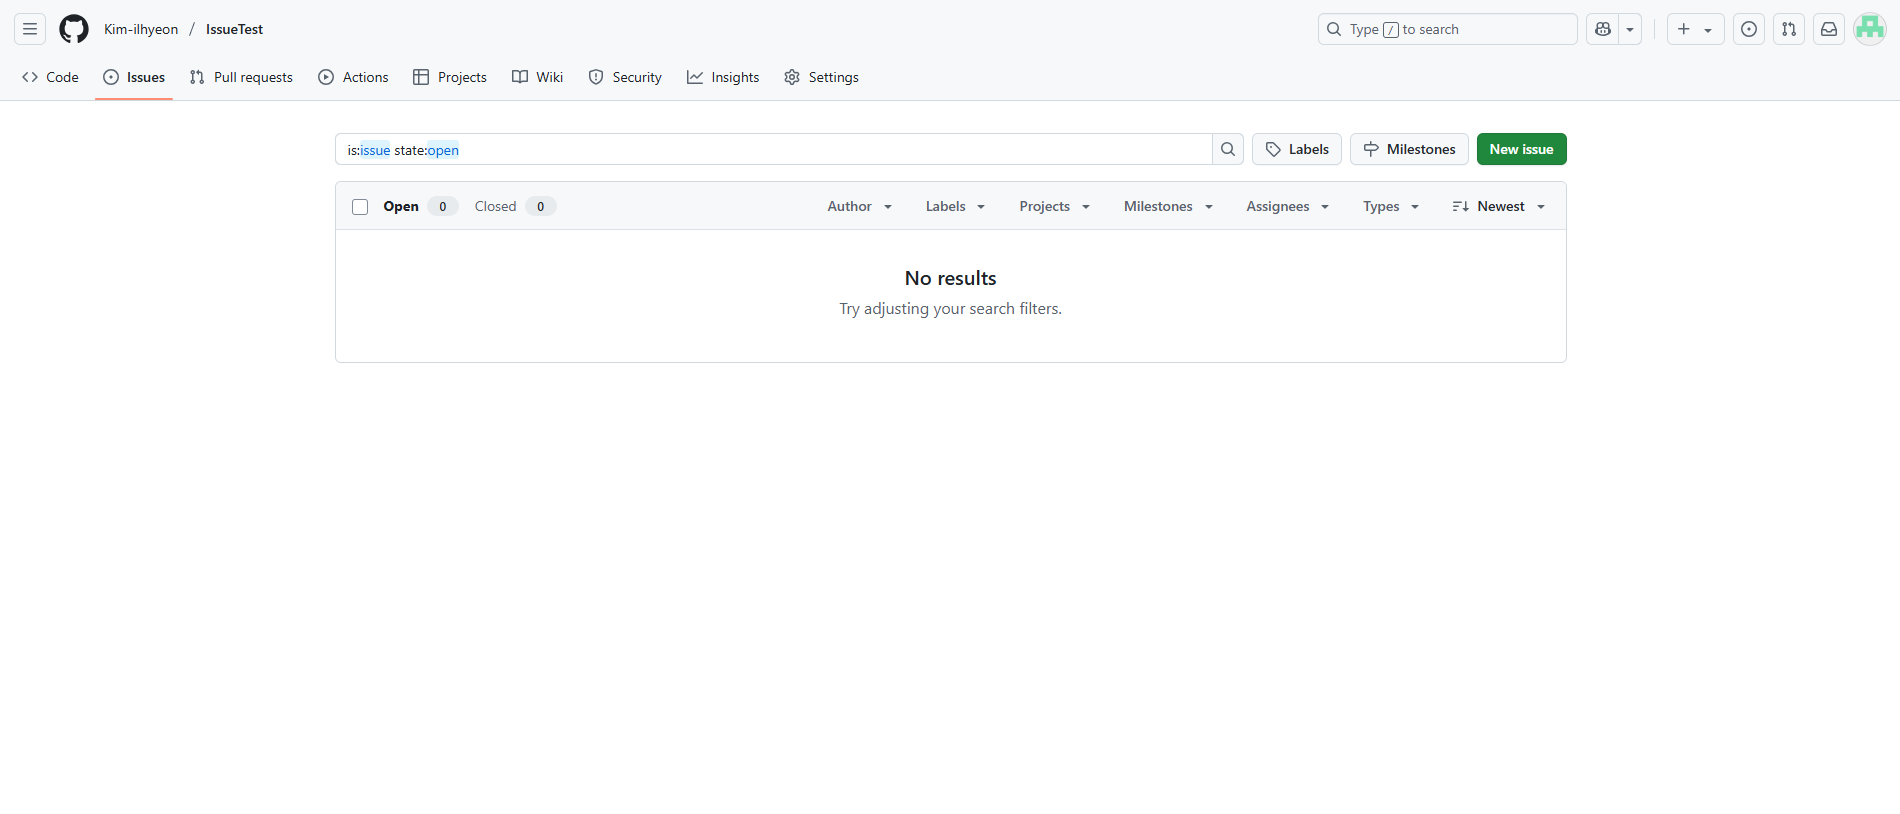 Kim-ilhyeon / IssueTest
Type / to search
Code Issues Pull requests Actions Projects Wiki Security Insights Settings
is:issue state:open
Labels Milestones New issue
Open 0 Closed 0 Author Labels Projects Milestones Assignees Types Newest
No results
Try adjusting your search filters.